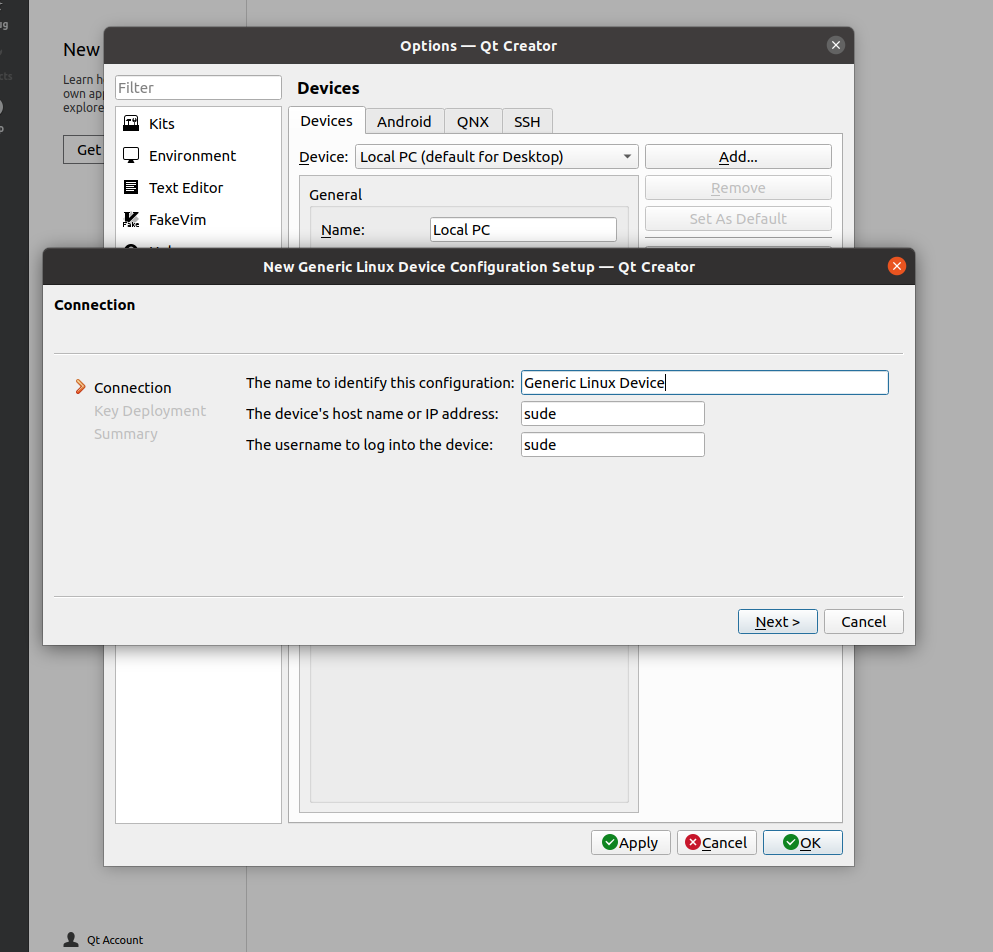 ug
cts
New
Learn h
own app
explore
Get
Options — Qt Creator
Filter
Kits
Environment
Text Editor
FakeVim
Devices
Devices
Android
QNX
SSH
Device:
Local PC (default for Desktop)
Add...
Remove
Set As Default
General
Name:
Local PC
New Generic Linux Device Configuration Setup — Qt Creator
Connection
Connection
Key Deployment
Summary
The name to identify this configuration:
Generic Linux Device
The device's host name or IP address:
sude
The username to log into the device:
sude
Next >
Cancel
Apply
Cancel
OK
Qt Account